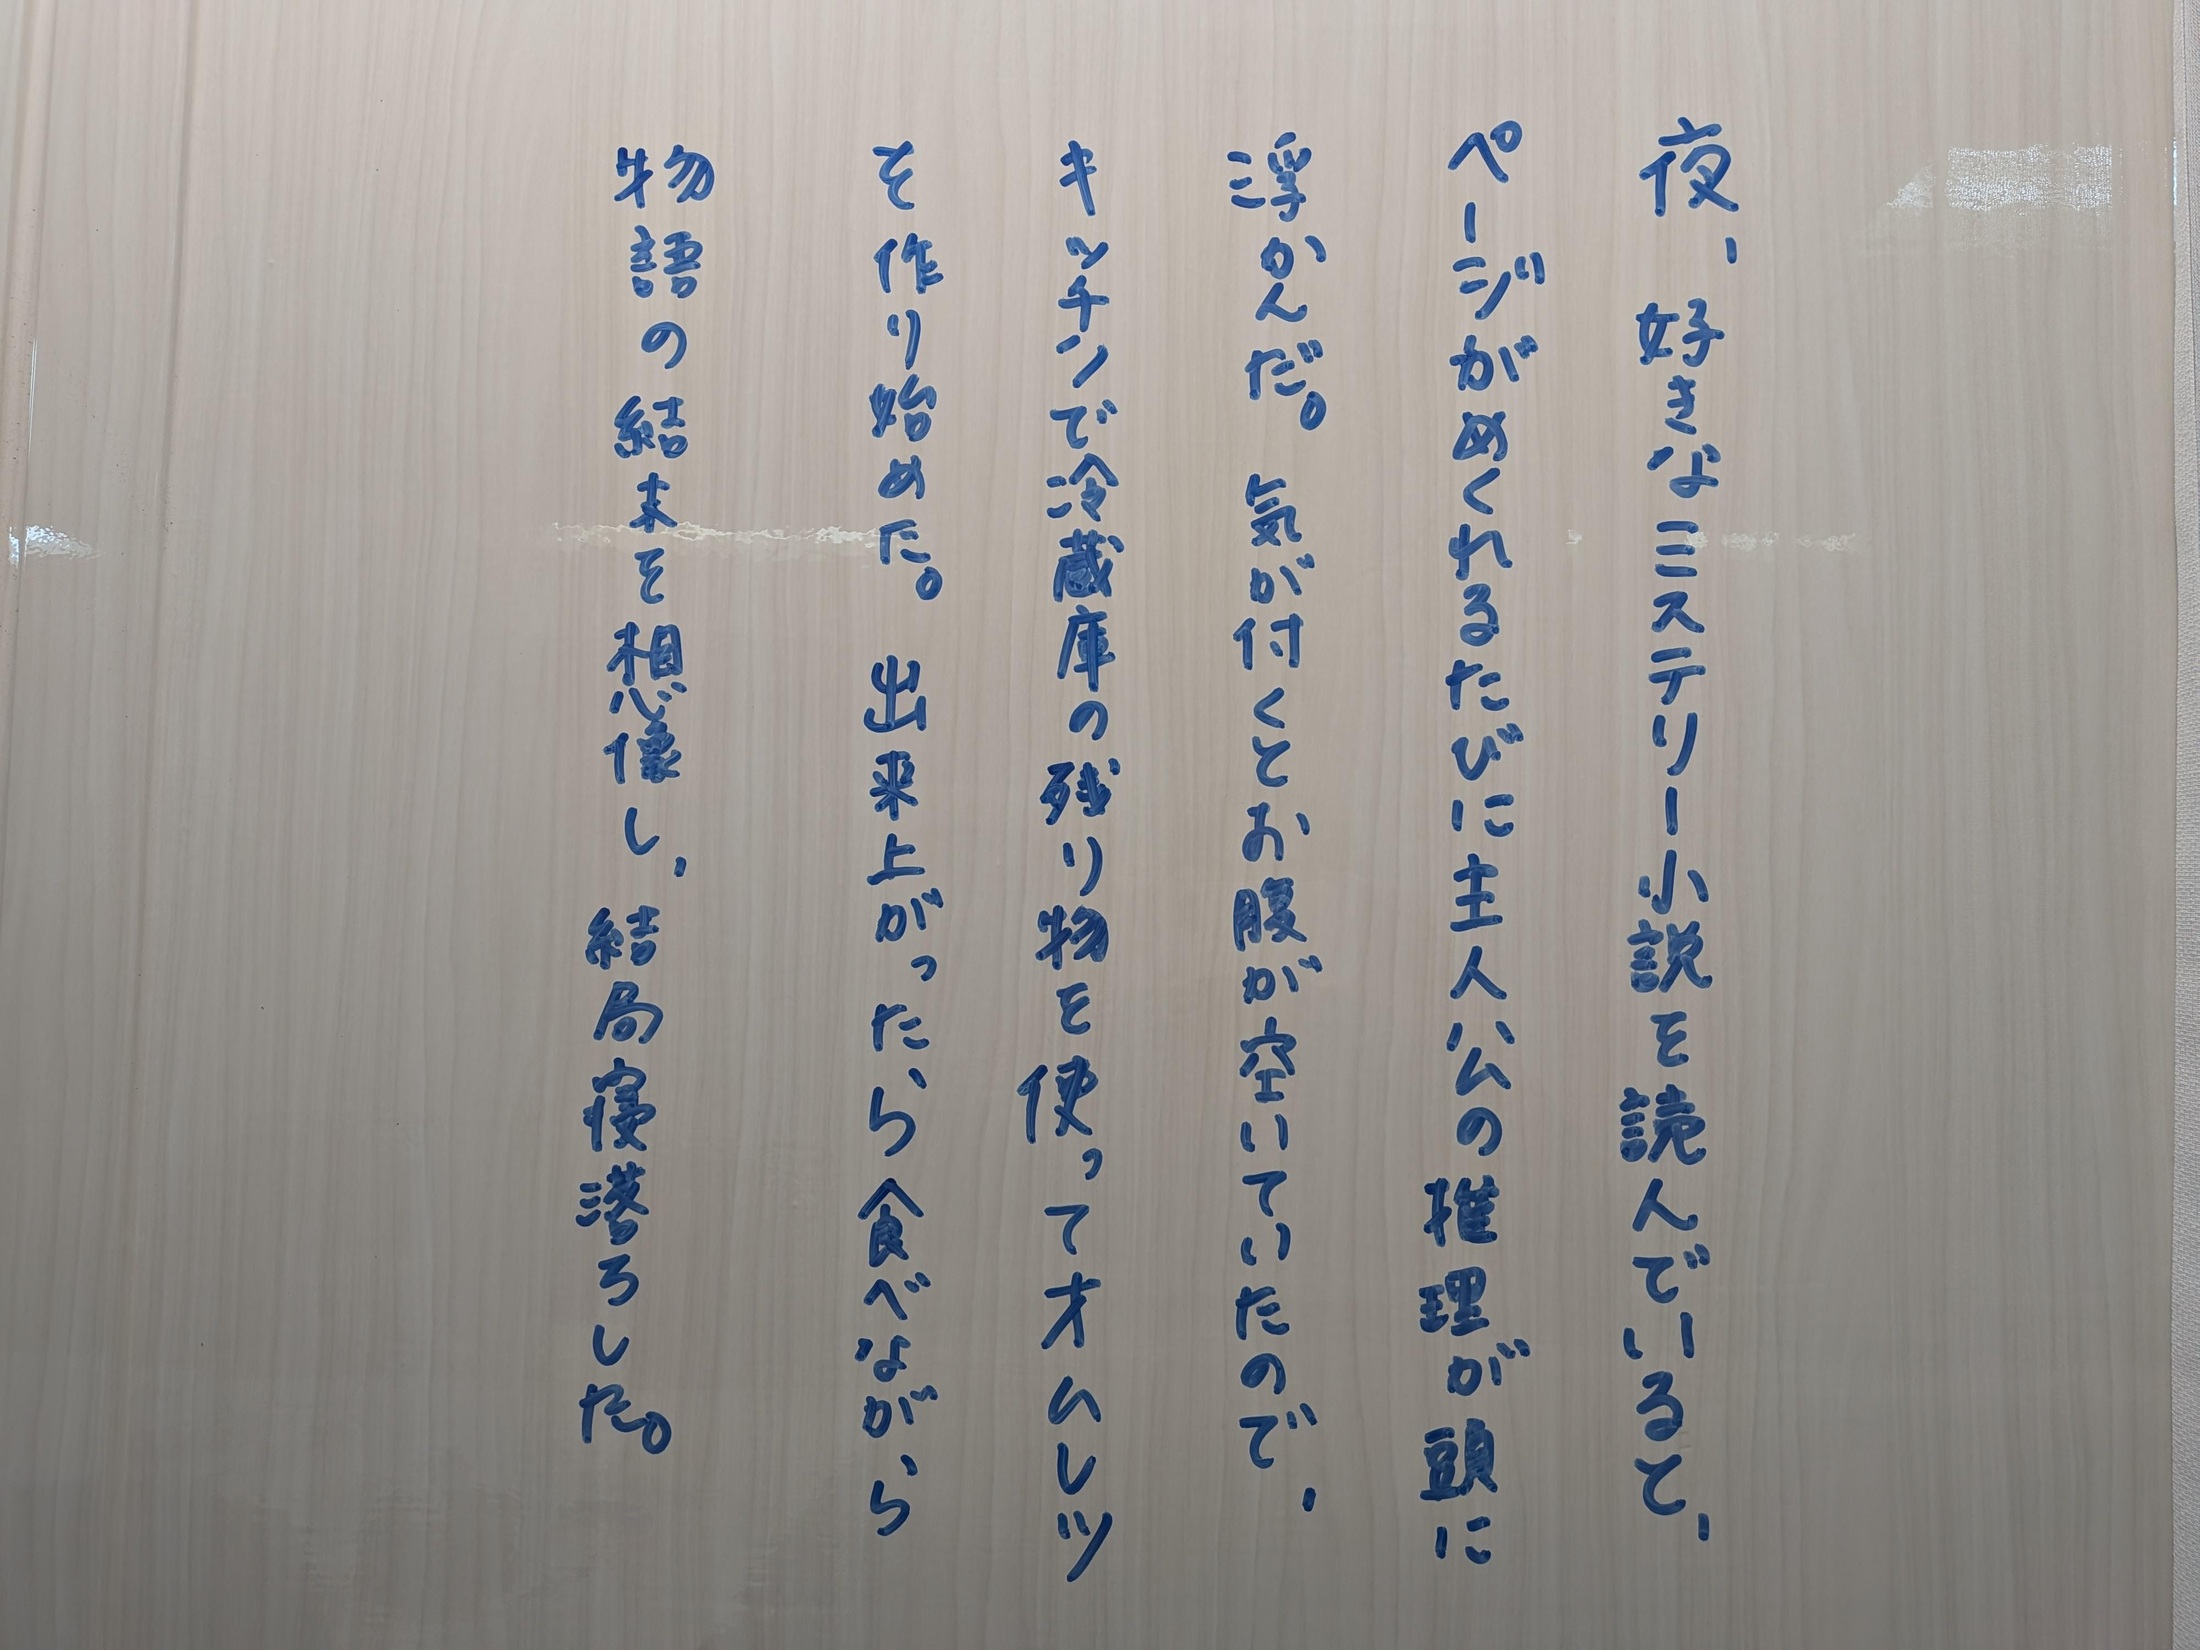 夜、好きなミステリー小説を読んでいると、
ページがめくれるたびに主人公の推理が頭に
浮かんだ。気が付くとお腹が空いていたので、
キッチンで冷蔵庫の残り物を使ってオムレツ
を作り始めた。出来上がったら食べながら
物語の結末を想像し、結局寝落ろした。